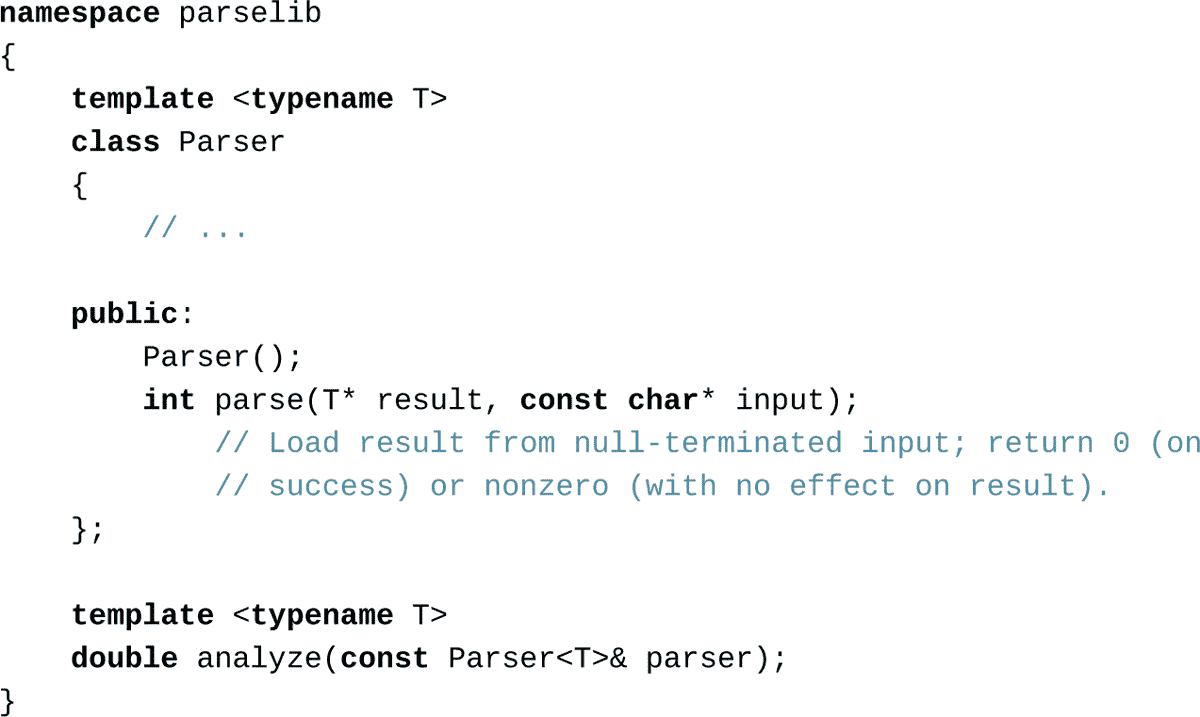 namespace parselib
{
    template <typename T>
    class Parser
    {
        // ...

    public:
        Parser();
        int parse(T* result, const char* input);
            // Load result from null-terminated input; return 0 (on
            // success) or nonzero (with no effect on result).
    };

    template <typename T>
    double analyze(const Parser<T>& parser);
}